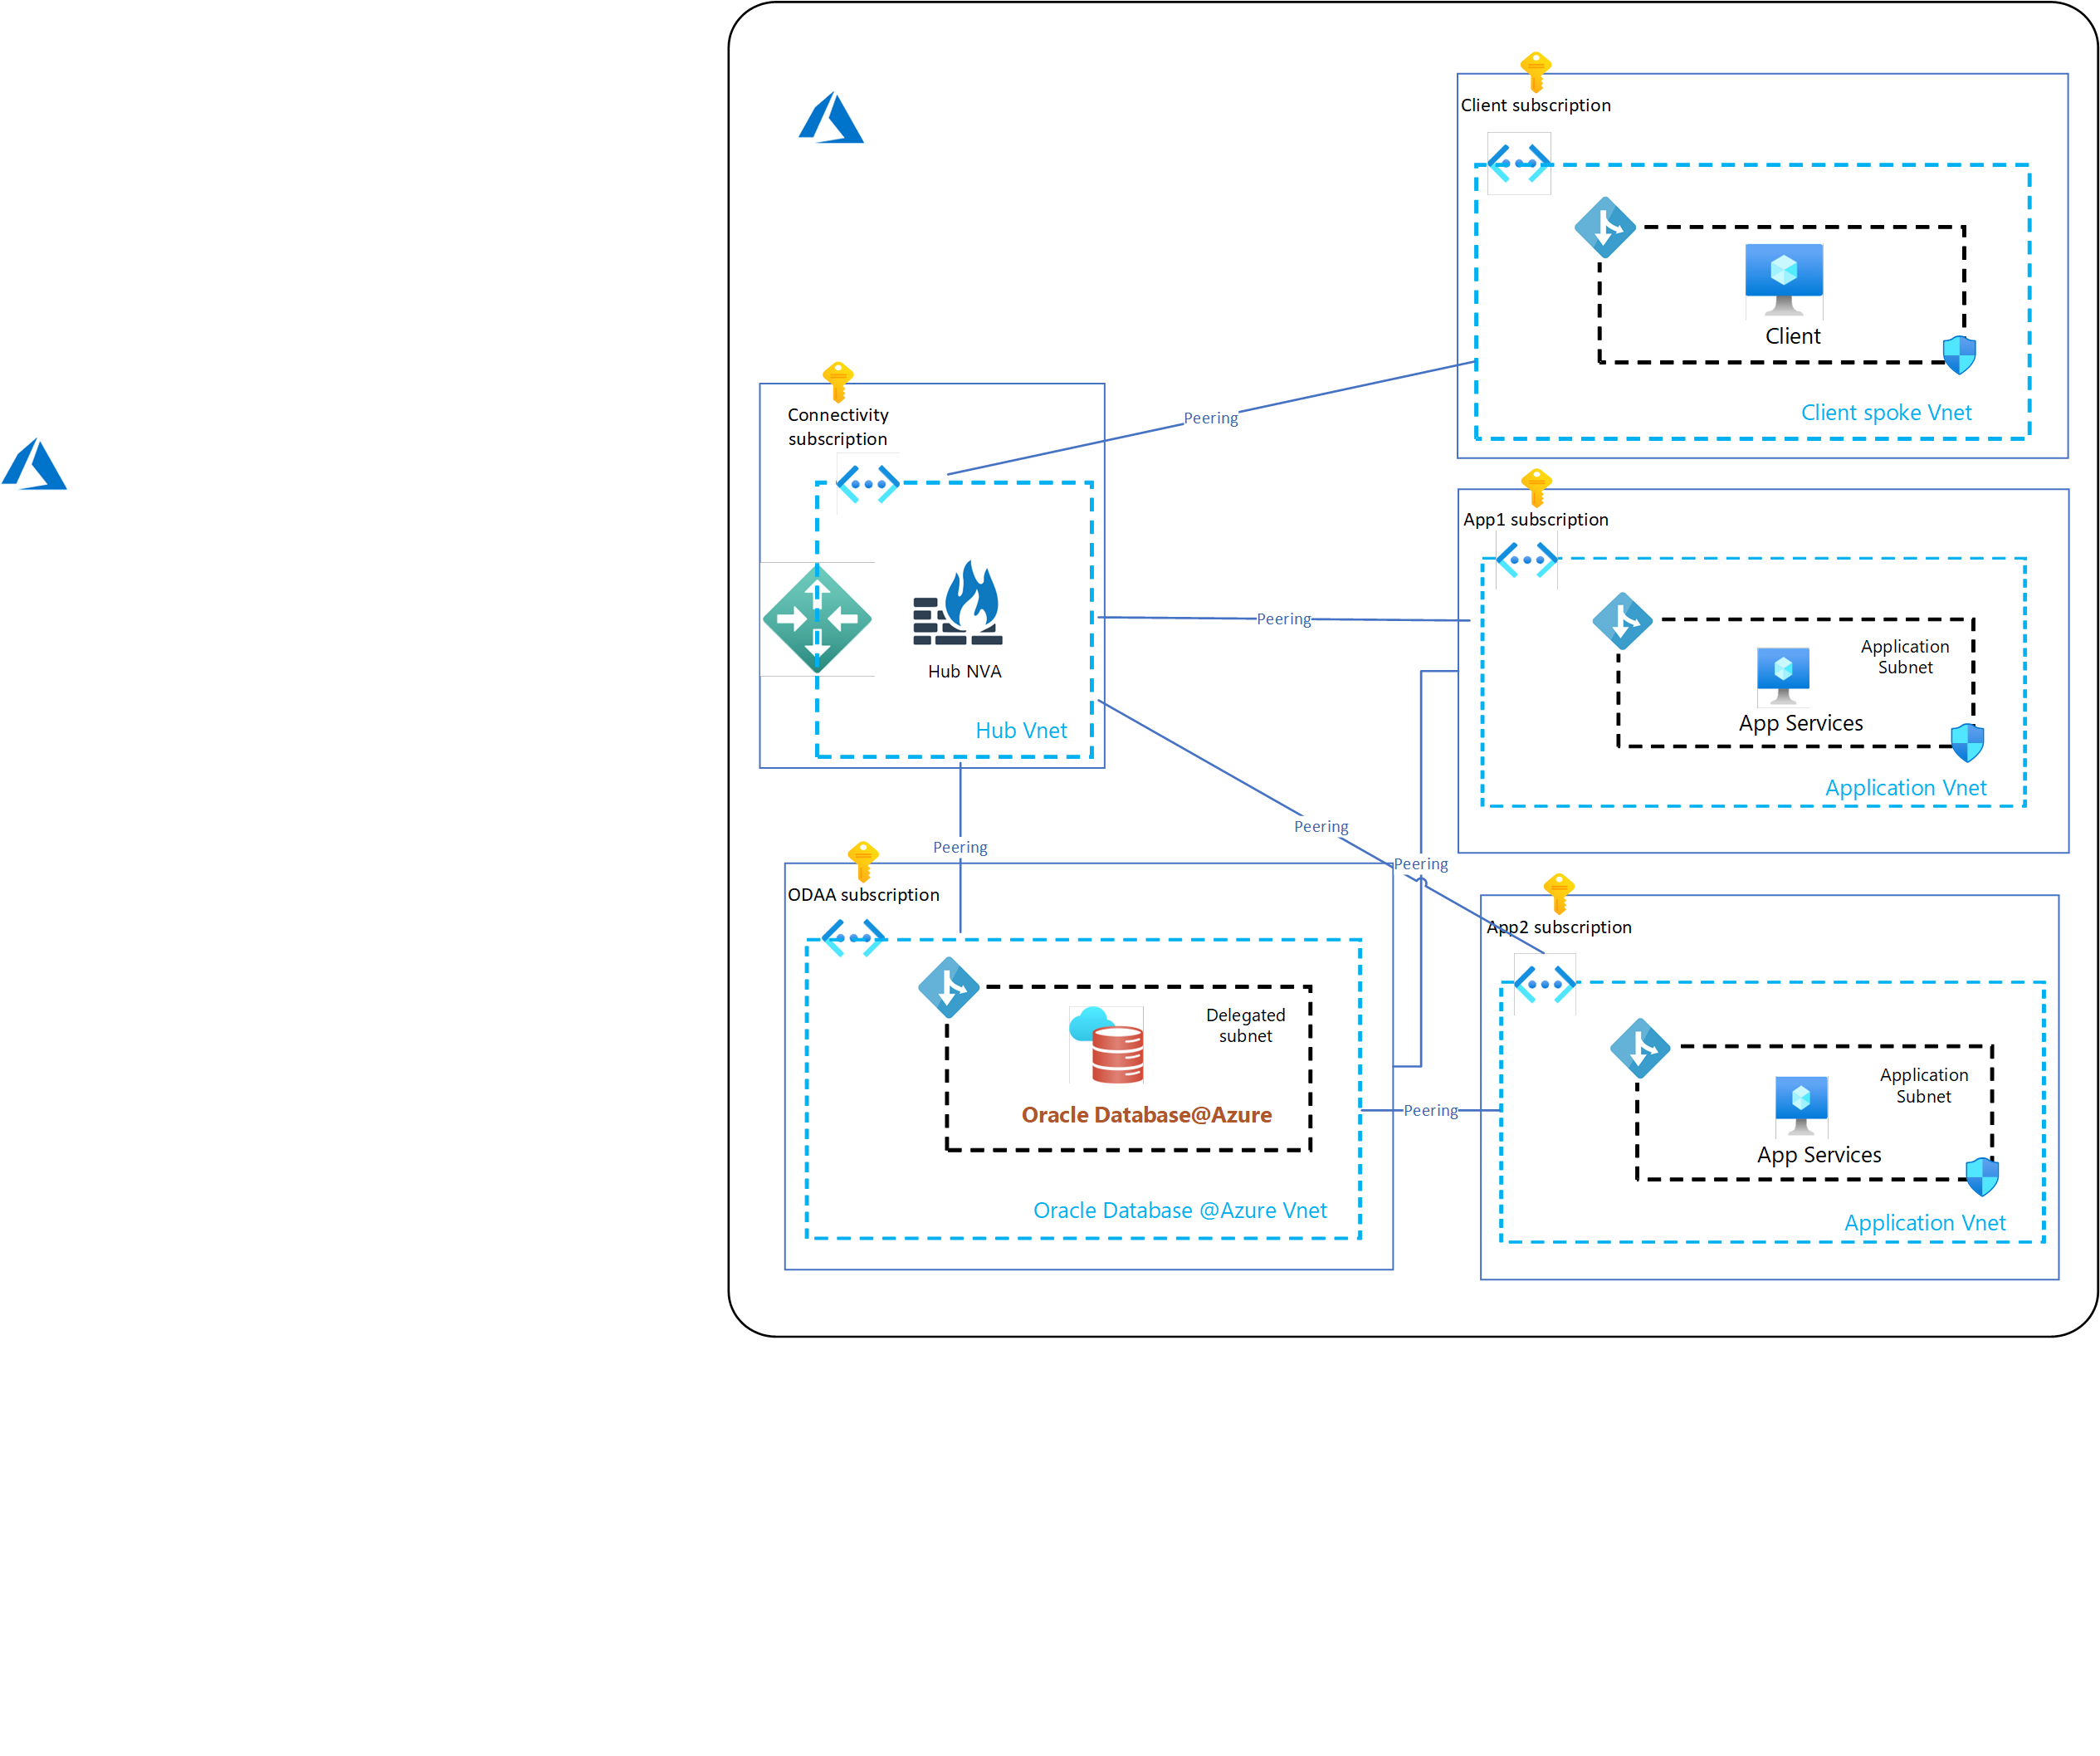 Client subscription
Client
Client spoke Vnet
Peering
Connectivity
subscription
Hub NVA
Hub Vnet
App1 subscription
Peering
Application
Subnet
App Services
Application Vnet
Peering
Peering
Peering
ODAA subscription
Delegated
subnet
Oracle Database@Azure
Oracle Database @Azure Vnet
App2 subscription
Peering
Application
Subnet
App Services
Application Vnet